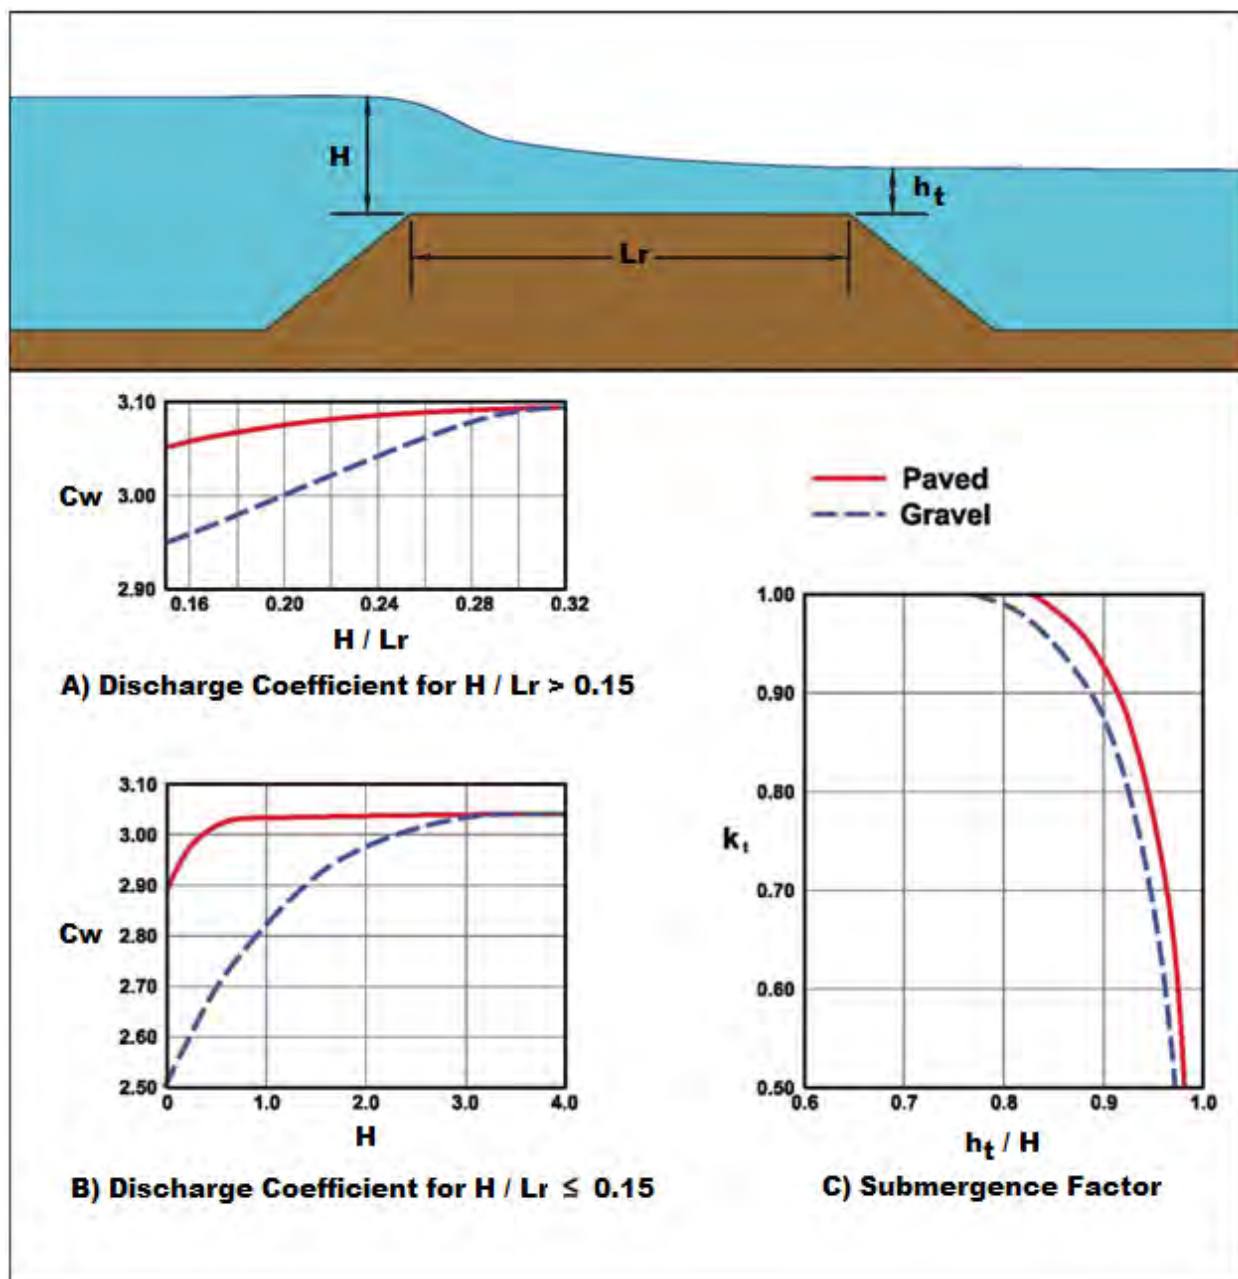 H
ht
Lr
3.10
Cw
3.00
2.90
0.16 0.20 0.24 0.28 0.32
H / Lr
A) Discharge Coefficient for H / Lr > 0.15
Paved
Gravel
3.10
3.00
2.90
Cw
2.80
2.70
2.60
2.50
0 1.0 2.0 3.0 4.0
H
B) Discharge Coefficient for H / Lr ≤ 0.15
1.00
0.90
0.80
kt
0.70
0.60
0.50
0.6 0.7 0.8 0.9 1.0
ht / H
C) Submergence Factor